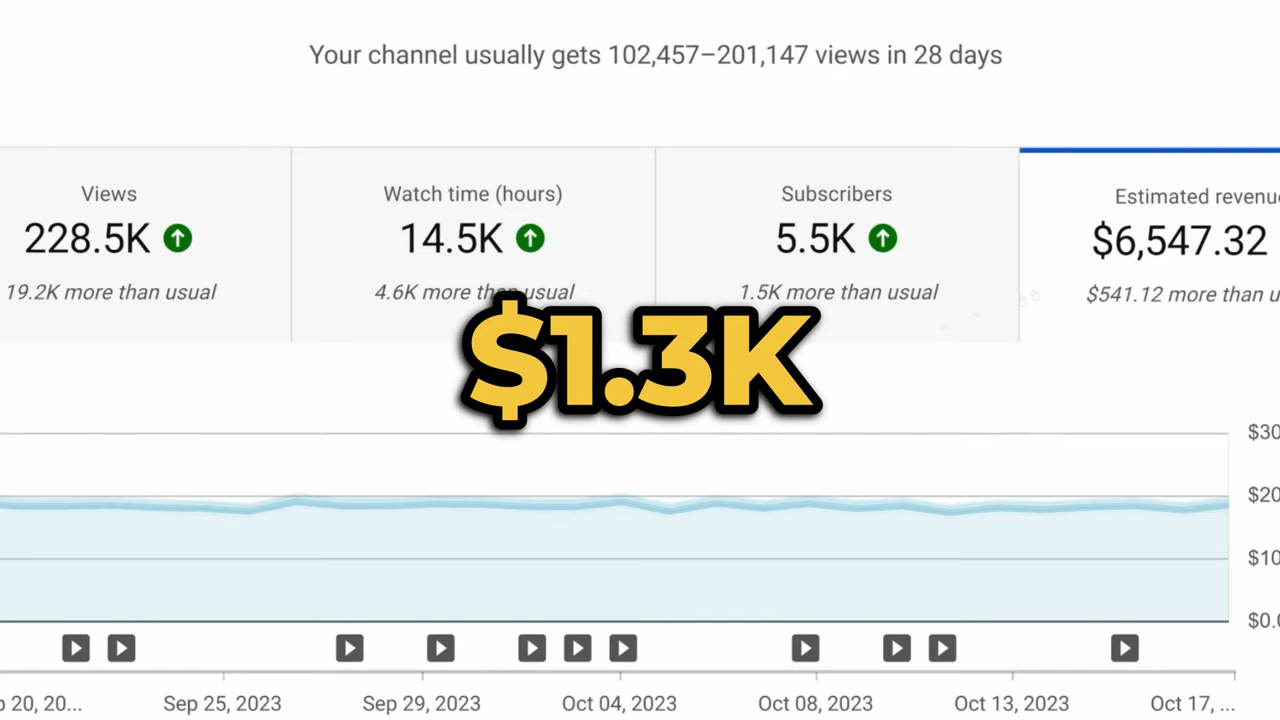 Your channel usually gets 102,457–201,147 views in 28 days
Views
228.5K
19.2K more than usual
Watch time (hours)
14.5K
4.6K more than usual
Subscribers
5.5K
1.5K more than usual
Estimated revenue
$6,547.32
$541.12 more than u
$1.3K
$30
$20
$10
$0.0
p 20, 20...
Sep 25, 2023
Sep 29, 2023
Oct 04, 2023
Oct 08, 2023
Oct 13, 2023
Oct 17, ...